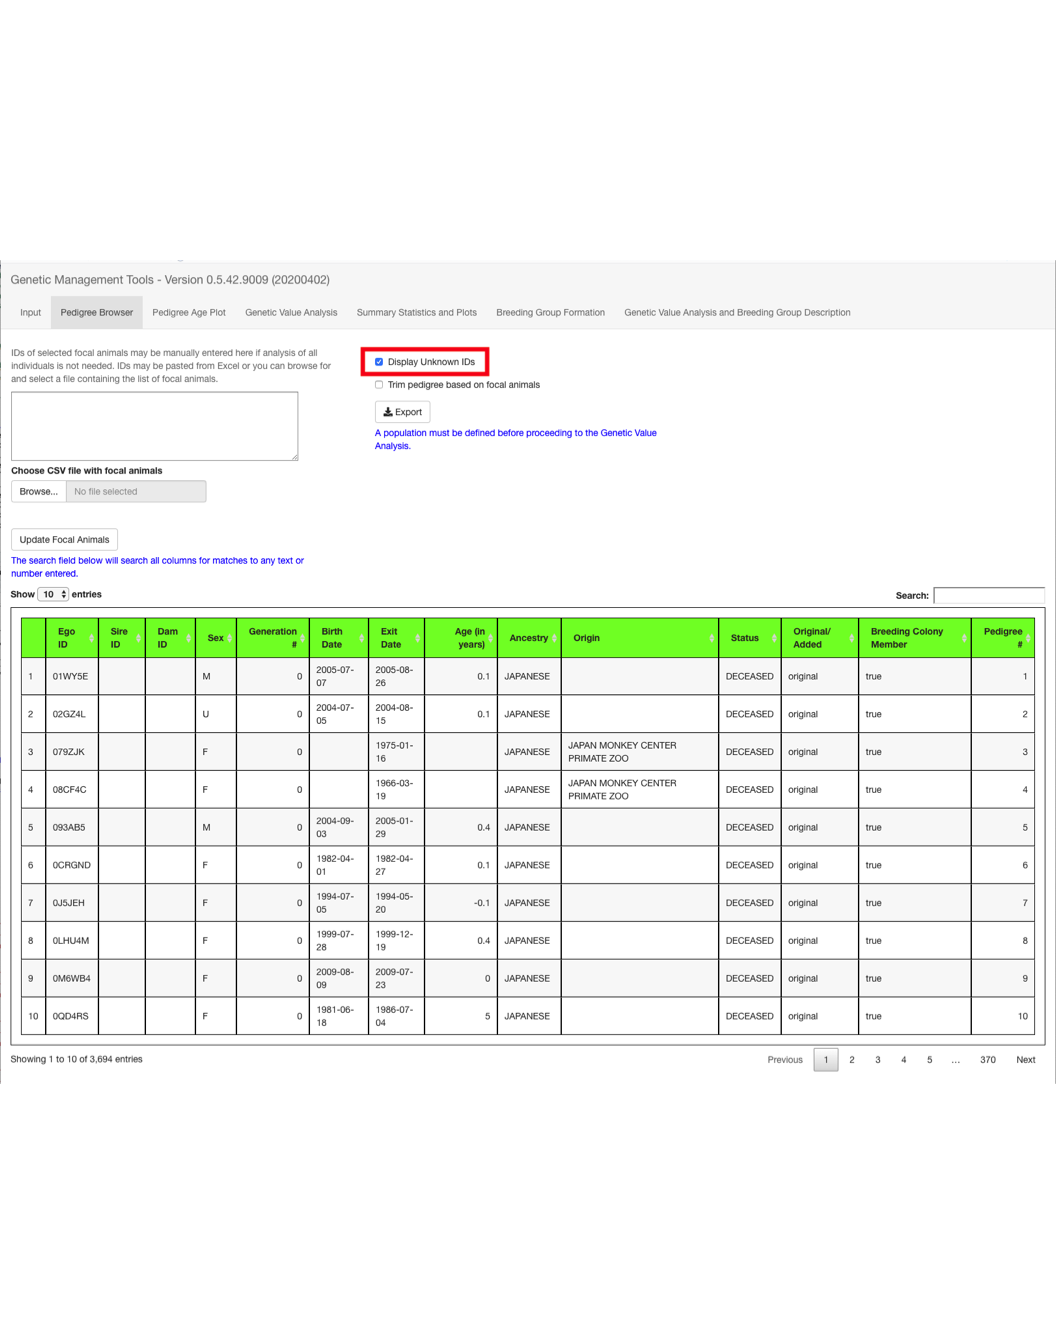 Genetic Management Tools - Version 0.5.42.9009 (20200402)
Input Pedigree Browser Pedigree Age Plot Genetic Value Analysis Summary Statistics and Plots Breeding Group Formation Genetic Value Analysis and Breeding Group Description
IDs of selected focal animals may be manually entered here if analysis of all
individuals is not needed. IDs may be pasted from Excel or you can browse for
and select a file containing the list of focal animals.
Choose CSV file with focal animals
Browse... No file selected
Update Focal Animals
The search field below will search all columns for matches to any text or
number entered.
Display Unknown IDs
Trim pedigree based on focal animals
Export
A population must be defined before proceeding to the Genetic Value
Analysis.
Show 10 entries
Search:
Ego ID Sire ID Dam ID Sex Generation # Birth Date Exit Date Age (in years) Ancestry Origin Status Original/ Added Breeding Colony Member Pedigree #
1 01WY5E M 0 2005-07-07 2005-08-26 0.1 JAPANESE DECEASED original true 1
2 02GZ4L U 0 2004-07-05 2004-08-15 0.1 JAPANESE DECEASED original true 2
3 079ZJK F 0 1975-01-16 JAPANESE JAPAN MONKEY CENTER PRIMATE ZOO DECEASED original true 3
4 08CF4C F 0 1966-03-19 JAPANESE JAPAN MONKEY CENTER PRIMATE ZOO DECEASED original true 4
5 093AB5 M 0 2004-09-03 2005-01-29 0.4 JAPANESE DECEASED original true 5
6 0CRGND F 0 1982-04-01 1982-04-27 0.1 JAPANESE DECEASED original true 6
7 0J5JEH F 0 1994-07-05 1994-05-20 -0.1 JAPANESE DECEASED original true 7
8 0LHU4M F 0 1999-07-28 1999-12-19 0.4 JAPANESE DECEASED original true 8
9 0M6WB4 F 0 2009-08-09 2009-07-23 0 JAPANESE DECEASED original true 9
10 0QD4RS F 0 1981-06-18 1986-07-04 5 JAPANESE DECEASED original true 10
Showing 1 to 10 of 3,694 entries
Previous 1 2 3 4 5 ... 370 Next